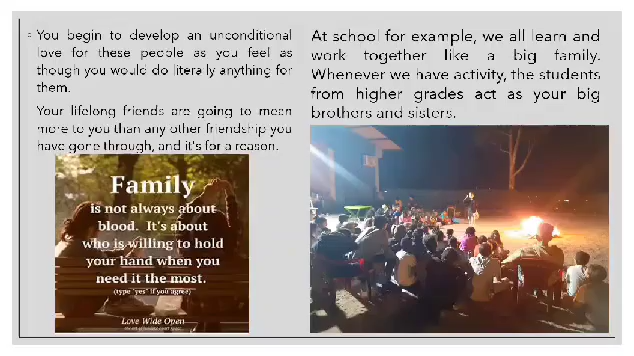 You begin to develop an unconditional
love for these people as you feel as
though you would do literally anything for
them.
Your lifelong friends are going to mean
more to you than any other friendship you
have gone through, and it's for a reason.
Family
is not always about
blood. It's about
who is willing to hold
your hand when you
need it the most.
(type "yes" if you agree)
Love Wide Open
At school for example, we all learn and
work together like a big family.
Whenever we have activity, the students
from higher grades act as your big
brothers and sisters.